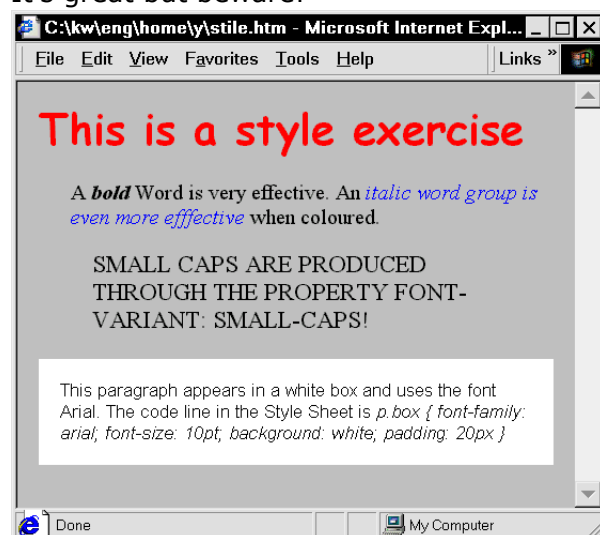 It's great but beware!
C:\kw\eng\home\y\stile.htm - Microsoft Internet Expl...
File Edit View Favorites Tools Help Links »
This is a style exercise
A bold Word is very effective. An italic word group is
even more efffective when coloured.
SMALL CAPS ARE PRODUCED
THROUGH THE PROPERTY FONT-
VARIANT: SMALL-CAPS!
This paragraph appears in a white box and uses the font
Arial. The code line in the Style Sheet is p.box { font-family:
arial; font-size: 10pt; background: white; padding: 20px }
Done My Computer